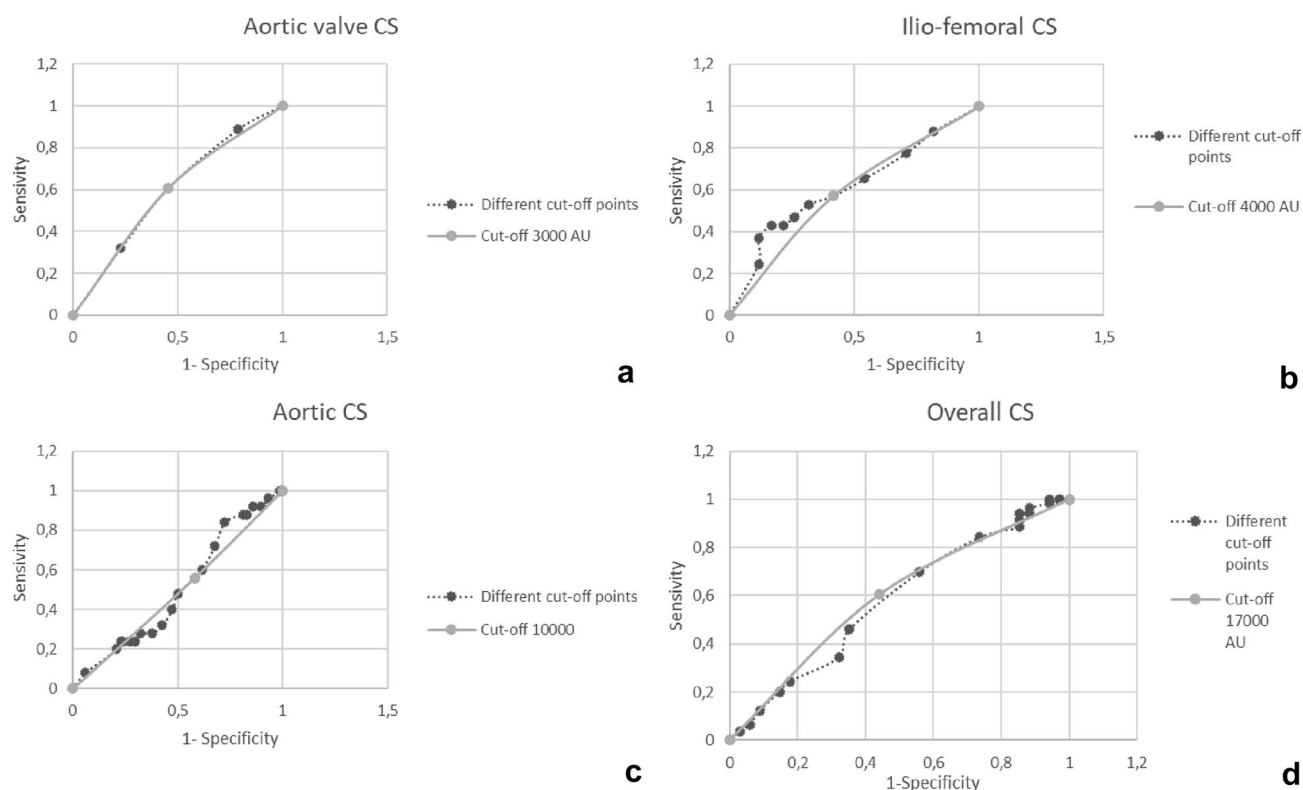 Aortic valve CS
1,2
1
0,8
0,6
0,4
0,2
0
Sensivity
0
0,5
1
1,5
1- Specificity
Different cut-off points
Cut-off 3000 AU
a
Ilio-femoral CS
1,2
1
0,8
0,6
0,4
0,2
0
Sensivity
0
0,5
1
1,5
1- Specificity
Different cut-off
points
Cut-off 4000 AU
b
Aortic CS
1,2
1
0,8
0,6
0,4
0,2
0
Sensivity
0
0,5
1
1,5
1- Specificity
Different cut-off points
Cut-off 10000
c
Overall CS
1,2
1
0,8
0,6
0,4
0,2
0
Sensivity
0
0,2
0,4
0,6
0,8
1
1,2
1-Specificity
Different
cut-off
points
Cut-off
17000
AU
d